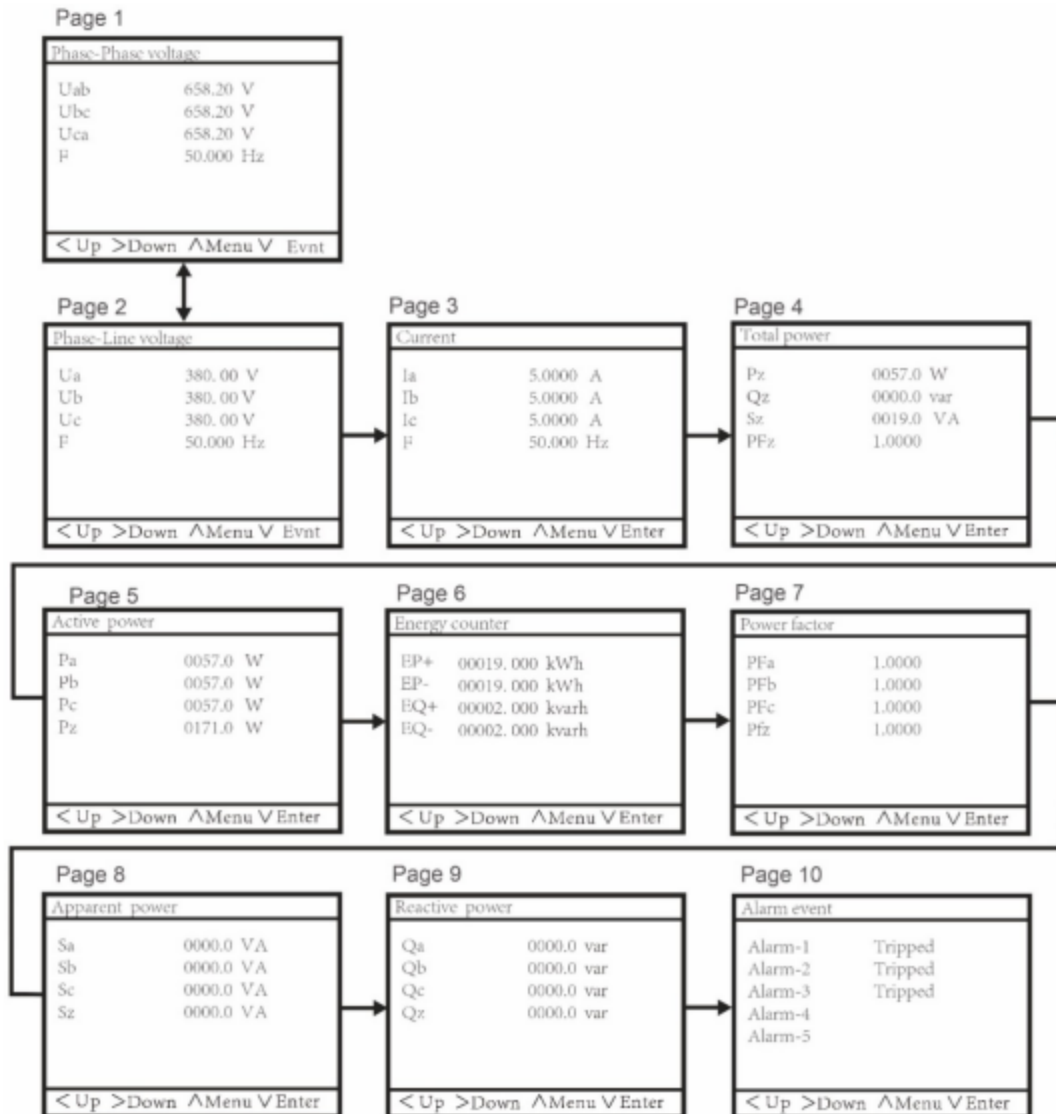 Page 1
Phase-Phase voltage
Uab 658.20 V
Ubc 658.20 V
Uca 658.20 V
F 50.000 Hz
< Up >Down ∧Menu ∨ Evnt
Page 2
Phase-Line voltage
Ua 380.00 V
Ub 380.00 V
Uc 380.00 V
F 50.000 Hz
< Up >Down ∧Menu ∨ Evnt
Page 3
Current
Ia 5.0000 A
Ib 5.0000 A
Ic 5.0000 A
F 50.000 Hz
< Up >Down ∧Menu ∨ Enter
Page 4
Total power
Pz 0057.0 W
Qz 0000.0 var
Sz 0019.0 VA
PFz 1.0000
< Up >Down ∧Menu ∨ Enter
Page 5
Active power
Pa 0057.0 W
Pb 0057.0 W
Pc 0057.0 W
Pz 0171.0 W
< Up >Down ∧Menu ∨ Enter
Page 6
Energy counter
EP+ 00019.000 kWh
EP- 00019.000 kWh
EQ+ 00002.000 kvarh
EQ- 00002.000 kvarh
< Up >Down ∧Menu ∨ Enter
Page 7
Power factor
PFa 1.0000
PFb 1.0000
PFc 1.0000
Pfz 1.0000
< Up >Down ∧Menu ∨ Enter
Page 8
Apparent power
Sa 0000.0 VA
Sb 0000.0 VA
Sc 0000.0 VA
Sz 0000.0 VA
< Up >Down ∧Menu ∨ Enter
Page 9
Reactive power
Qa 0000.0 var
Qb 0000.0 var
Qc 0000.0 var
Qz 0000.0 var
< Up >Down ∧Menu ∨ Enter
Page 10
Alarm event
Alarm-1 Tripped
Alarm-2 Tripped
Alarm-3 Tripped
Alarm-4
Alarm-5
< Up >Down ∧Menu ∨ Enter